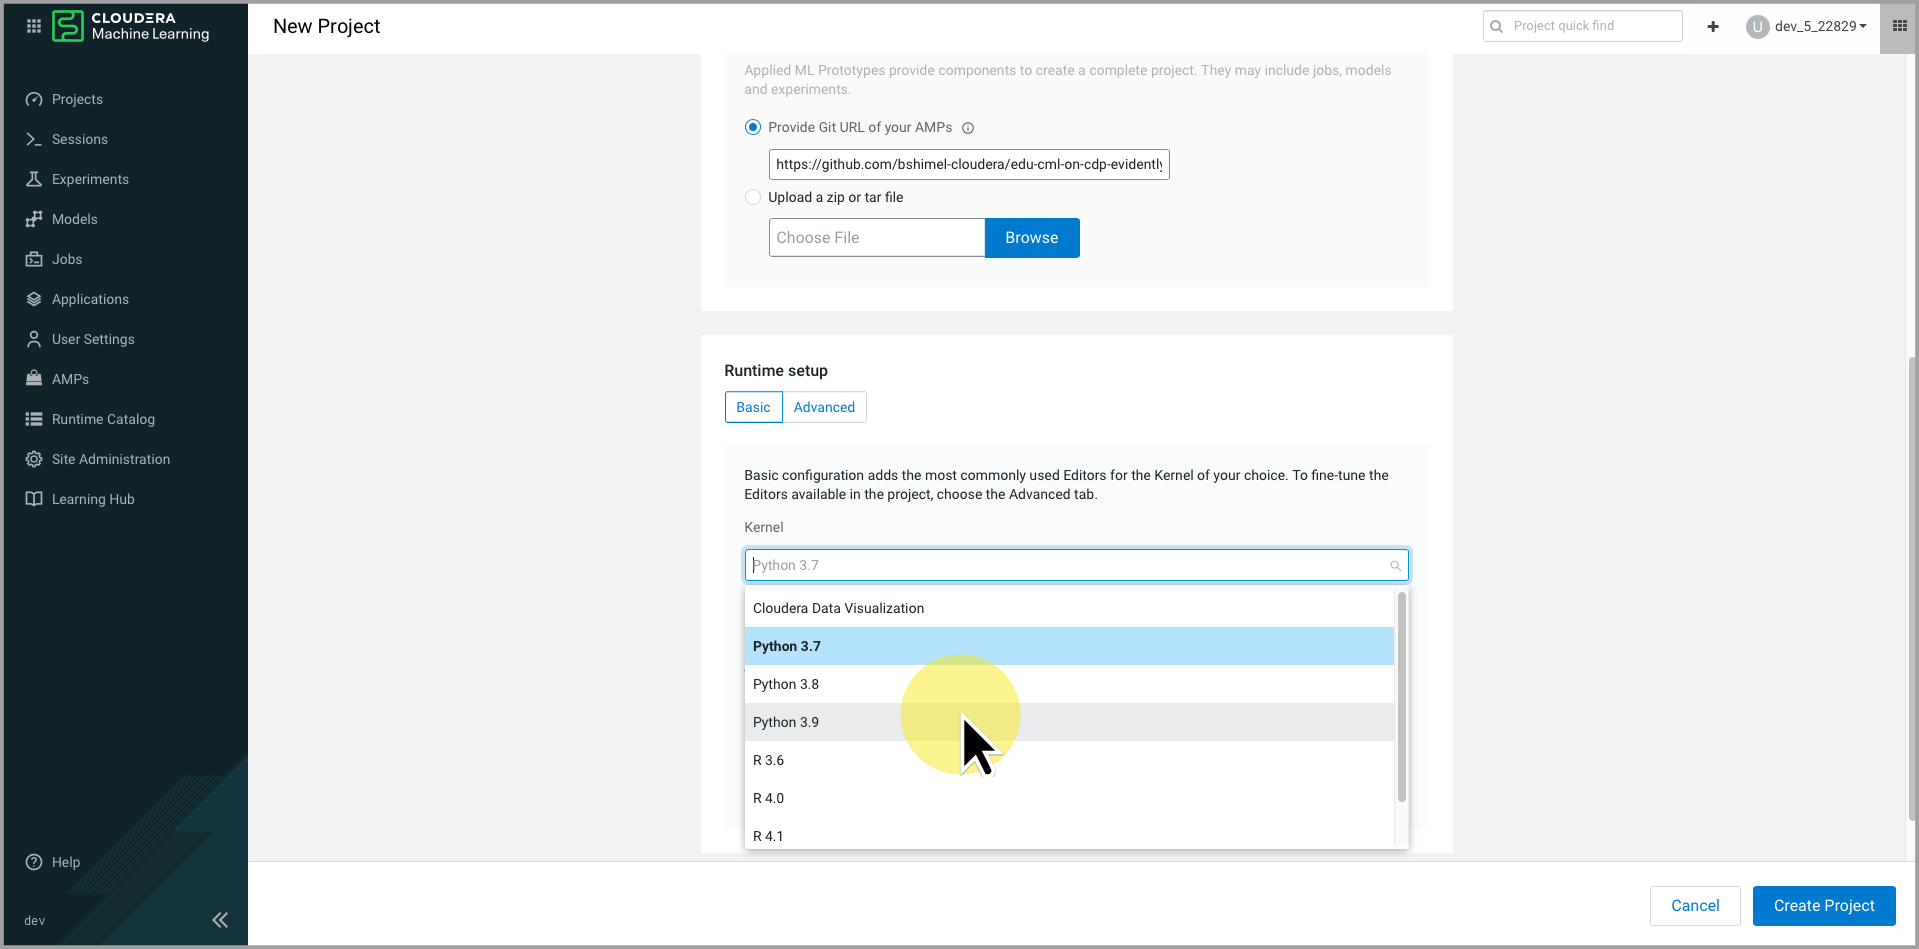 CLOUDERA
Machine Learning
New Project
Project quick find
U
dev_5_22829
Projects
Sessions
Experiments
Models
Jobs
Applications
User Settings
AMPs
Runtime Catalog
Site Administration
Learning Hub
Help
dev
Applied ML Prototypes provide components to create a complete project. They may include jobs, models
and experiments.
Provide Git URL of your AMPs
https://github.com/bshimel-cloudera/edu-cml-on-cdp-evidently
Upload a zip or tar file
Choose File
Browse
Runtime setup
Basic
Advanced
Basic configuration adds the most commonly used Editors for the Kernel of your choice. To fine-tune the
Editors available in the project, choose the Advanced tab.
Kernel
Python 3.7
Cloudera Data Visualization
Python 3.7
Python 3.8
Python 3.9
R 3.6
R 4.0
R 4.1
Cancel
Create Project